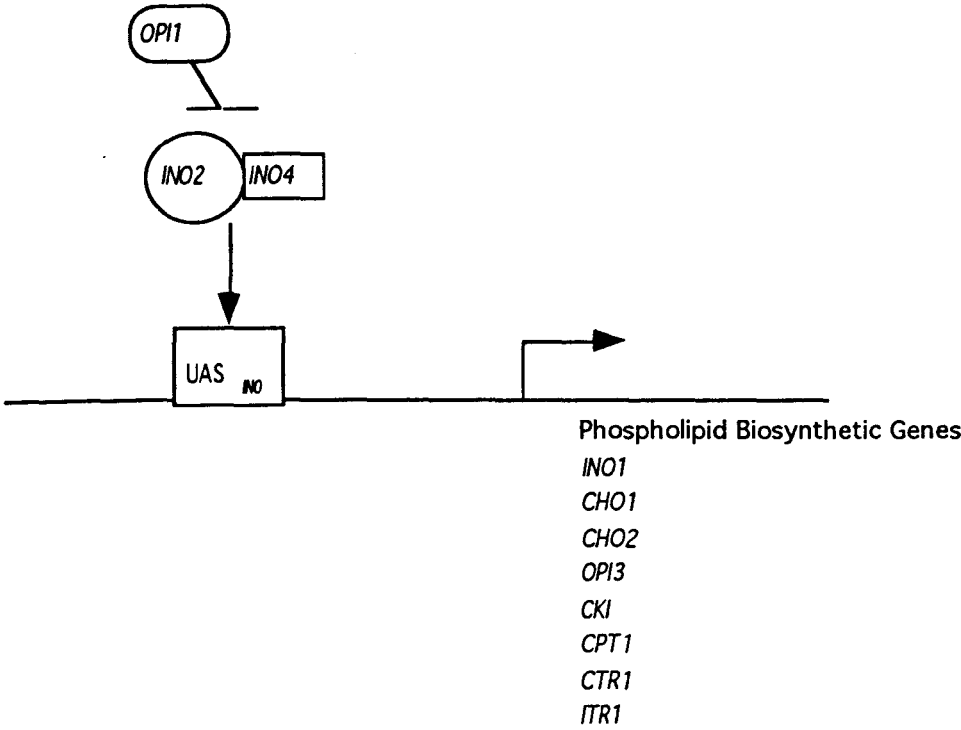 OPI1
INO2 INO4
UAS INO
Phospholipid Biosynthetic Genes
INO1
CHO1
CHO2
OPI3
CKI
CPT1
CTR1
ITR1